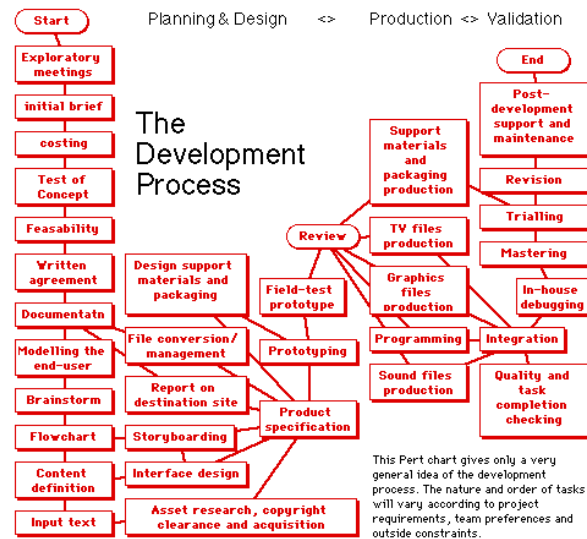 Planning & Design <> Production <> Validation
The
Development
Process
Start
Exploratory
meetings
initial brief
costing
Test of
Concept
Feasability
Written
agreement
Documentatn
Modelling the
end-user
Brainstorm
Flowchart
Content
definition
Input text
Design support
materials and
packaging
File conversion/
management
Report on
destination site
Storyboarding
Interface design
Asset research, copyright
clearance and acquisition
Product
specification
Prototyping
Field-test
prototype
Review
Support
materials
and
packaging
production
TV files
production
Graphics
files
production
Programming
Sound files
production
End
Post-
development
support and
maintenance
Revision
Trialling
Mastering
In-house
debugging
Integration
Quality and
task
completion
checking
This Pert chart gives only a very
general idea of the development
process. The nature and order of tasks
will vary according to project
requirements, team preferences and
outside constraints.